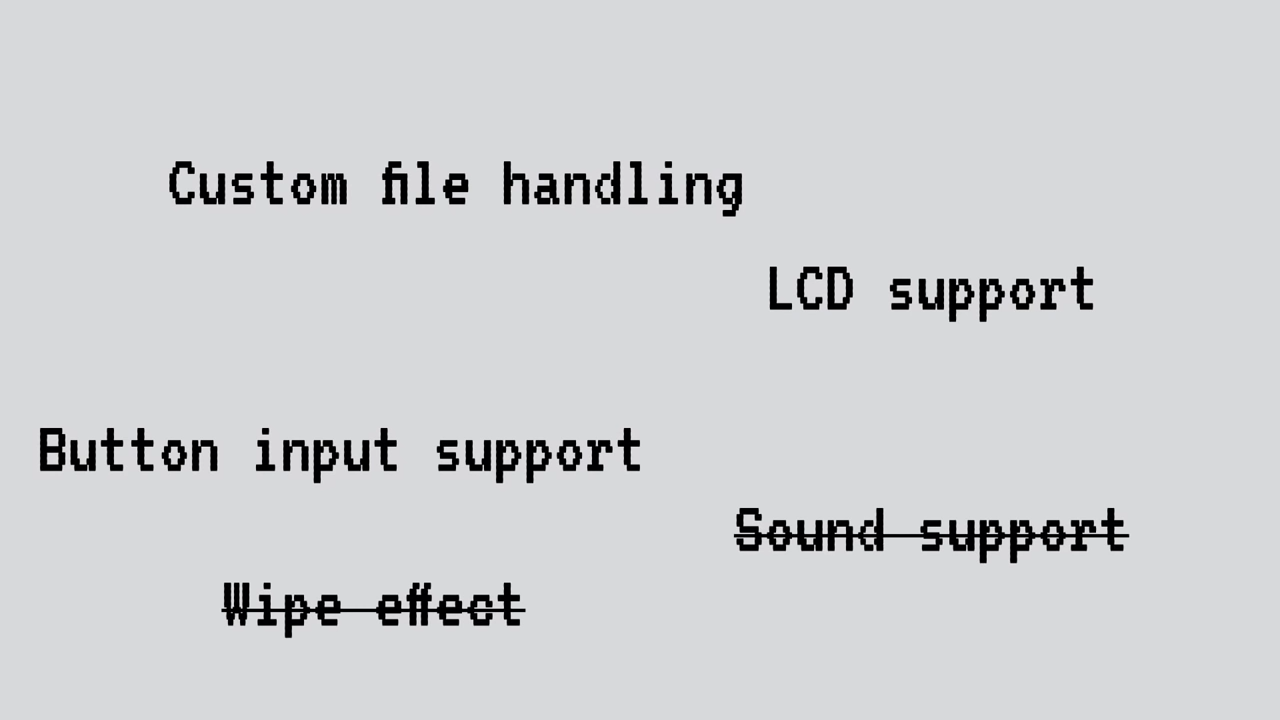 Custom file handling
LCD support
Button input support
Sound support
Wipe effect